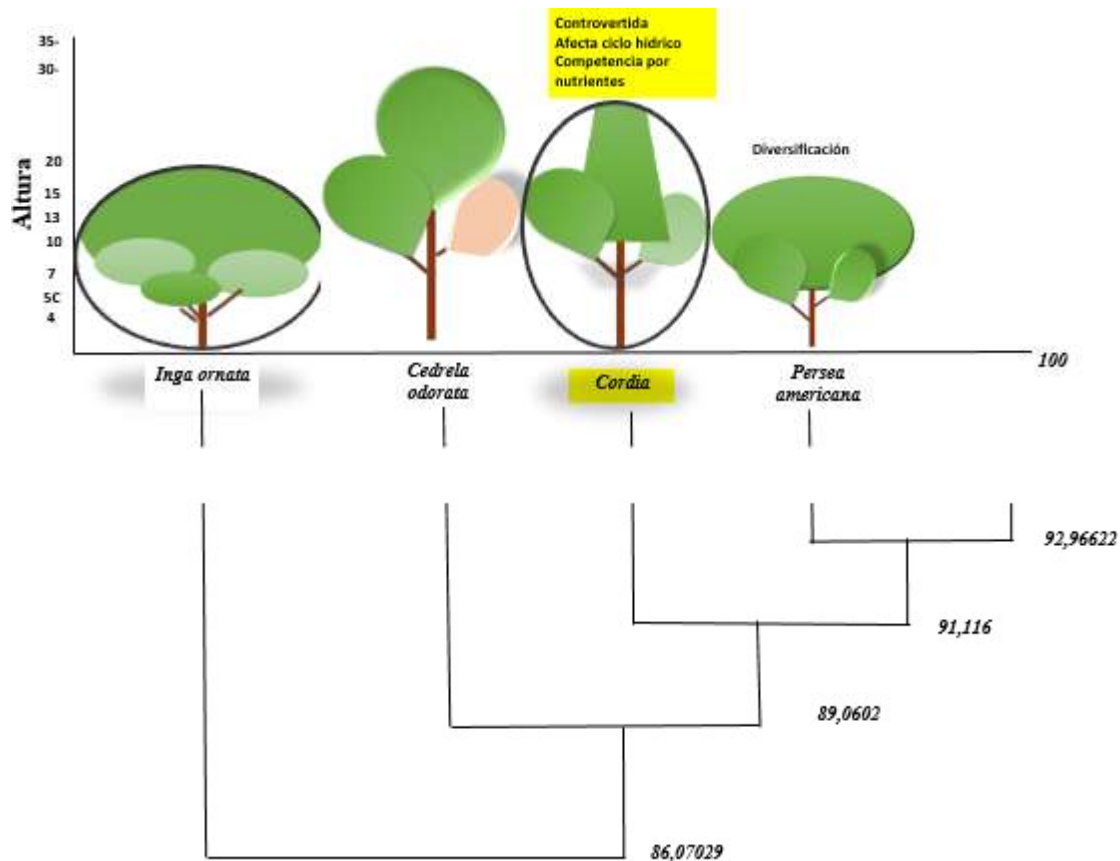 Controvertida
Afecta ciclo hídrico
Competencia por
nutrientes
35-
30-
20
15
13
10
7
5C
4
Altura
Diversificación
100
Inga ornata
Cedrela
odorata
Cordia
Persea
americana
92,96622
91,116
89,0602
86,07029